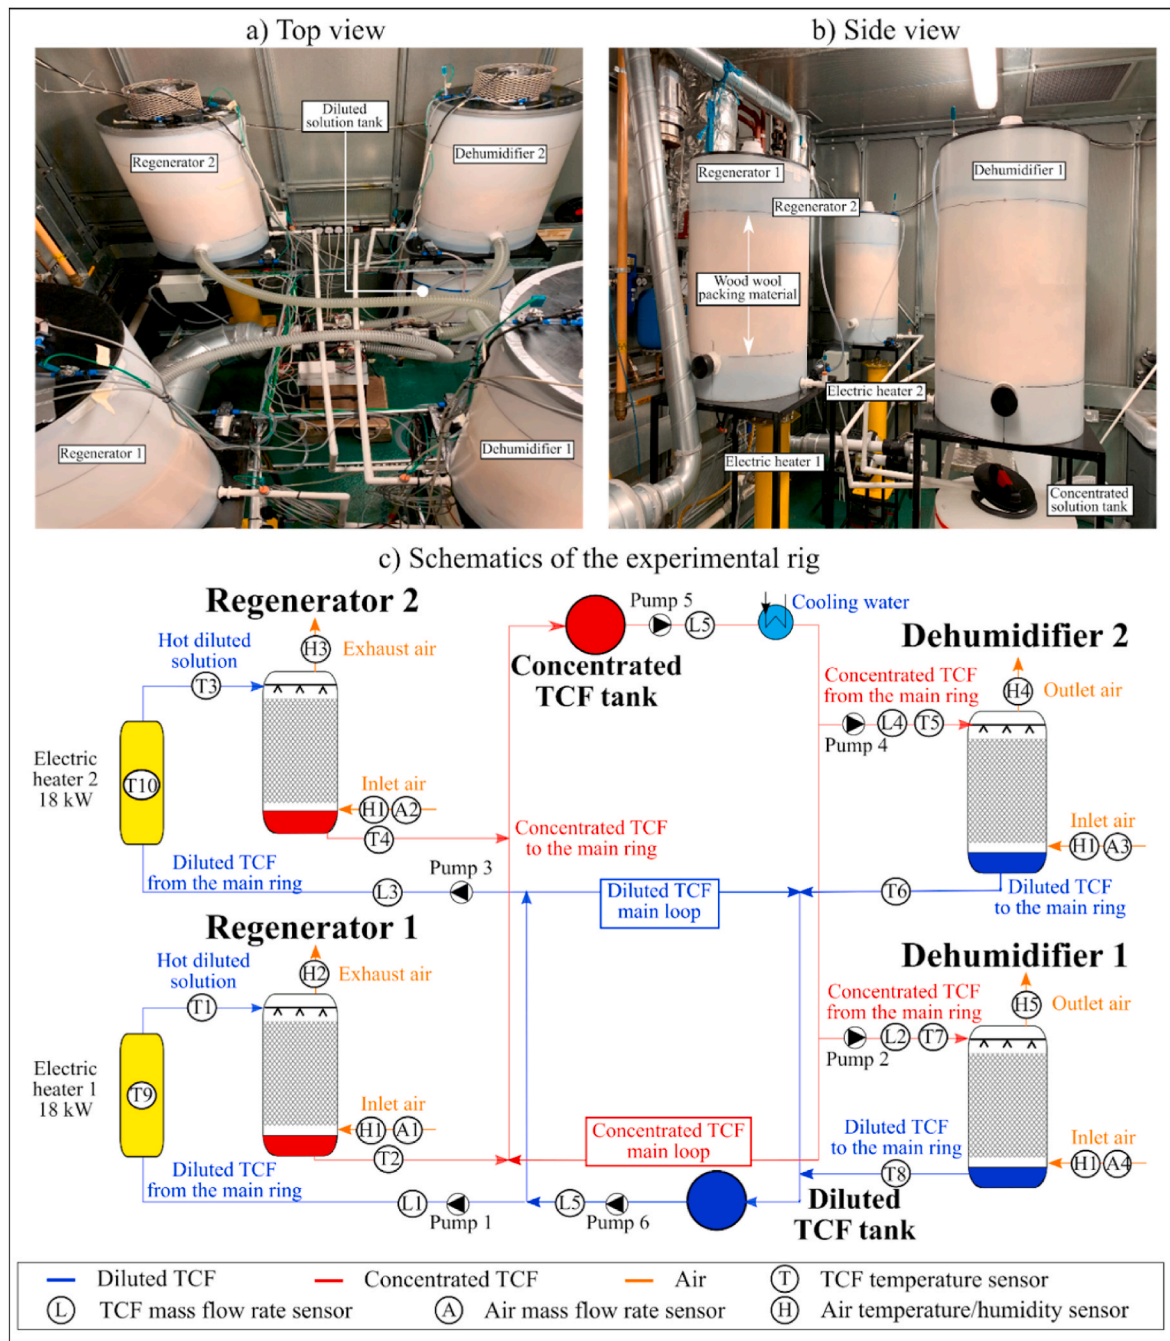 a) Top view
b) Side view
Diluted
solution tank
Regenerator 2
Dehumidifier 2
Regenerator 1
Dehumidifier 1
Regenerator 1
Dehumidifier 1
Regenerator 2
Wood wool
packing material
Electric heater 2
Electric heater 1
Concentrated
solution tank
c) Schematics of the experimental rig
Regenerator 2
Hot diluted
solution
T3
H3
Exhaust air
Electric
heater 2
18 kW
T10
Inlet air
H1
A2
T4
Diluted TCF
from the main ring
L3
Pump 3
Concentrated TCF
to the main ring
Concentrated
TCF tank
Pump 5
L5
Cooling water
Dehumidifier 2
Concentrated TCF
from the main ring
H4
Outlet air
Pump 4
L4
T5
Inlet air
H1
A3
T6
Diluted TCF
to the main ring
Diluted TCF
main loop
Regenerator 1
Hot diluted
solution
T1
H2
Exhaust air
Electric
heater 1
18 kW
T9
Inlet air
H1
A1
T2
Diluted TCF
from the main ring
L1
Pump 1
Concentrated TCF
main loop
L5
Pump 6
Diluted
TCF tank
Dehumidifier 1
Concentrated TCF
from the main ring
H5
Outlet air
Pump 2
L2
T7
Diluted TCF
to the main ring
T8
Inlet air
H1
A4
Diluted TCF
Concentrated TCF
Air
T
TCF temperature sensor
L
TCF mass flow rate sensor
A
Air mass flow rate sensor
H
Air temperature/humidity sensor